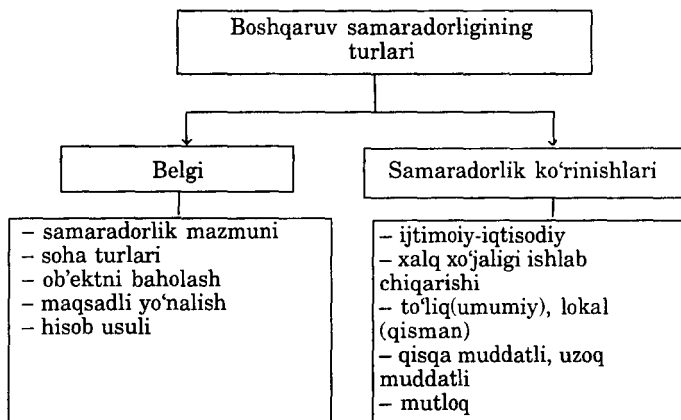 Boshqaruv samaradorligining
turlari
Belgi
Samaradorlik ko‘rinishlari
– samaradorlik mazmuni
– soha turlari
– ob'ektni baholash
– maqsadli yo‘nalish
– hisob usuli
– ijtimoiy-iqtisodiy
– xalq xo‘jaligi ishlab
chiqarishi
– to‘liq(umumiy), lokal
(qisman)
– qisqa muddatli, uzoq
muddatli
– mutloq